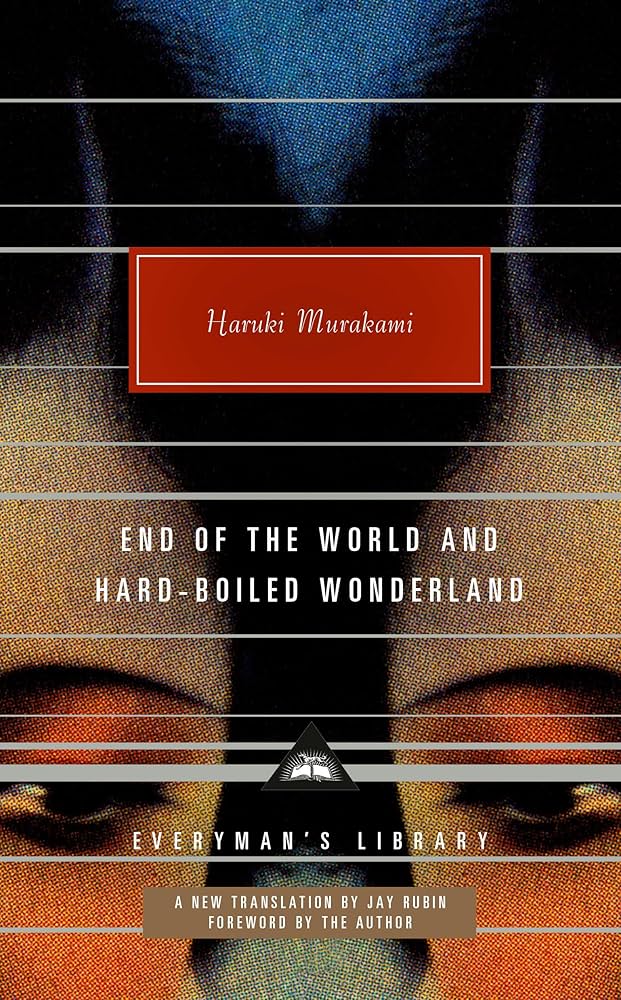 Haruki Murakami
END OF THE WORLD AND
HARD-BOILED WONDERLAND
EVERYMAN'S LIBRARY
A NEW TRANSLATION BY JAY RUBIN
FOREWORD BY THE AUTHOR